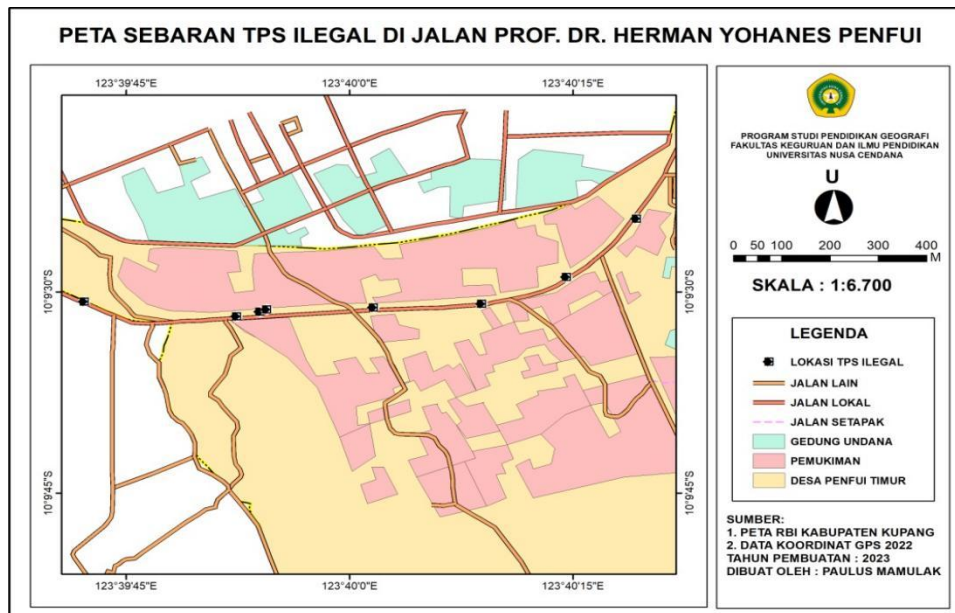 PETA SEBARAN TPS ILEGAL DI JALAN PROF. DR. HERMAN YOHANES PENFUI
123°39'45"E 123°40'0"E 123°40'15"E
10°9'30"S 10°9'30"S
10°9'45"S 10°9'45"S
123°39'45"E 123°40'0"E 123°40'15"E
PROGRAM STUDI PENDIDIKAN GEOGRAFI
FAKULTAS KEGURUAN DAN ILMU PENDIDIKAN
UNIVERSITAS NUSA CENDANA
U
0 50 100 200 300 400
M
SKALA : 1:6.700
LEGENDA
LOKASI TPS ILEGAL
JALAN LAIN
JALAN LOKAL
JALAN SETAPAK
GEDUNG UNDANA
PEMUKIMAN
DESA PENFUI TIMUR
SUMBER:
1. PETA RBI KABUPATEN KUPANG
2. DATA KOORDINAT GPS 2022
TAHUN PEMBUATAN : 2023
DIBUAT OLEH : PAULUS MAMULAK